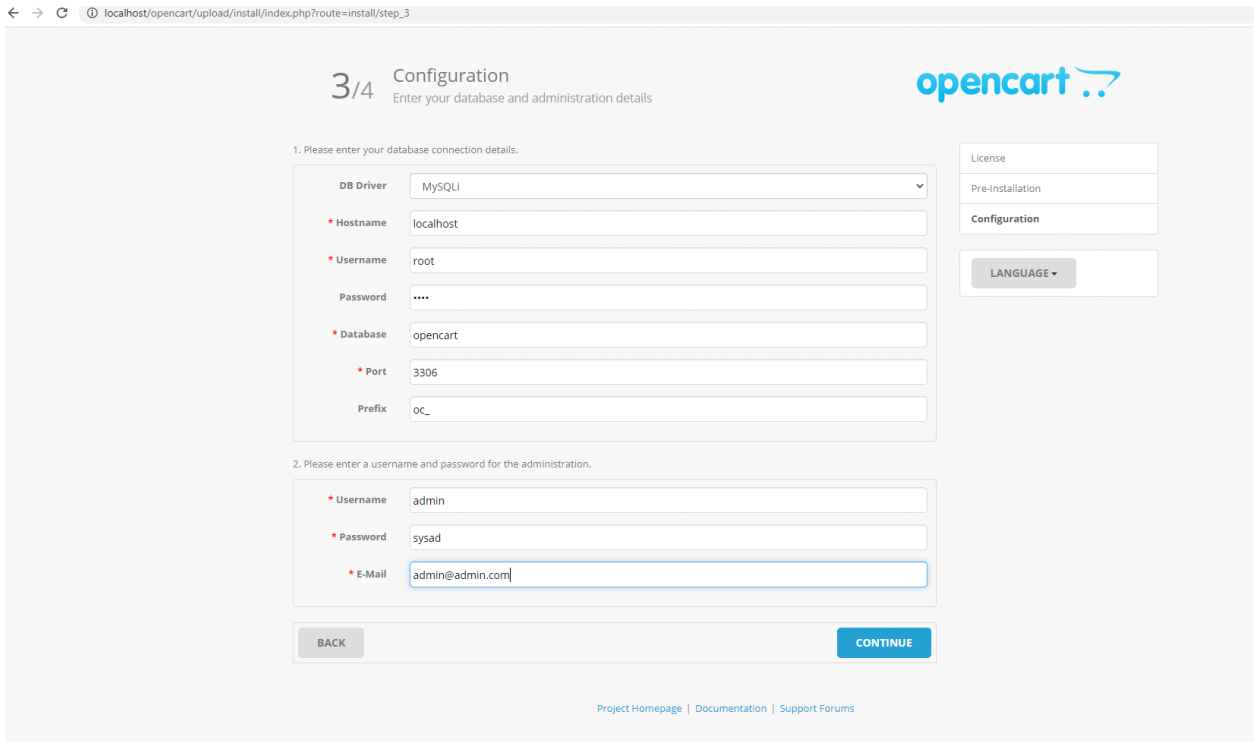 localhost/opencart/upload/install/index.php?route=install/step_3
3/4
Configuration
Enter your database and administration details
opencart
1. Please enter your database connection details.
DB Driver MySQLi
* Hostname localhost
* Username root
Password ••••
* Database opencart
* Port 3306
Prefix oc_
2. Please enter a username and password for the administration.
* Username admin
* Password sysad
* E-Mail admin@admin.com
BACK CONTINUE
License
Pre-Installation
Configuration
LANGUAGE
Project Homepage | Documentation | Support Forums